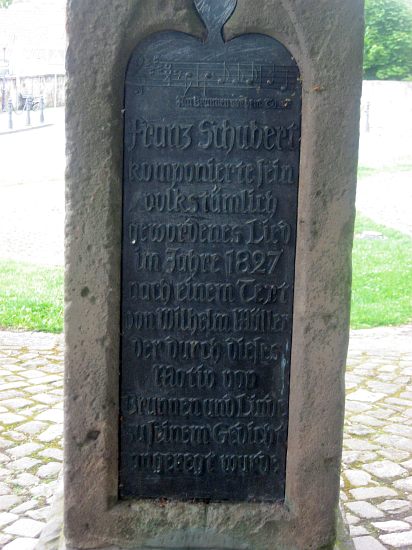 Am Brunnen vor dem Tore
Franz Schubert
komponierte sein
volkstümlich
gewordenes Lied
im Jahre 1827
nach einem Text
von Wilhelm Müller
der durch dieses
Motiv von
Brunnen und Linde
zu seinem Gedicht
angeregt wurde